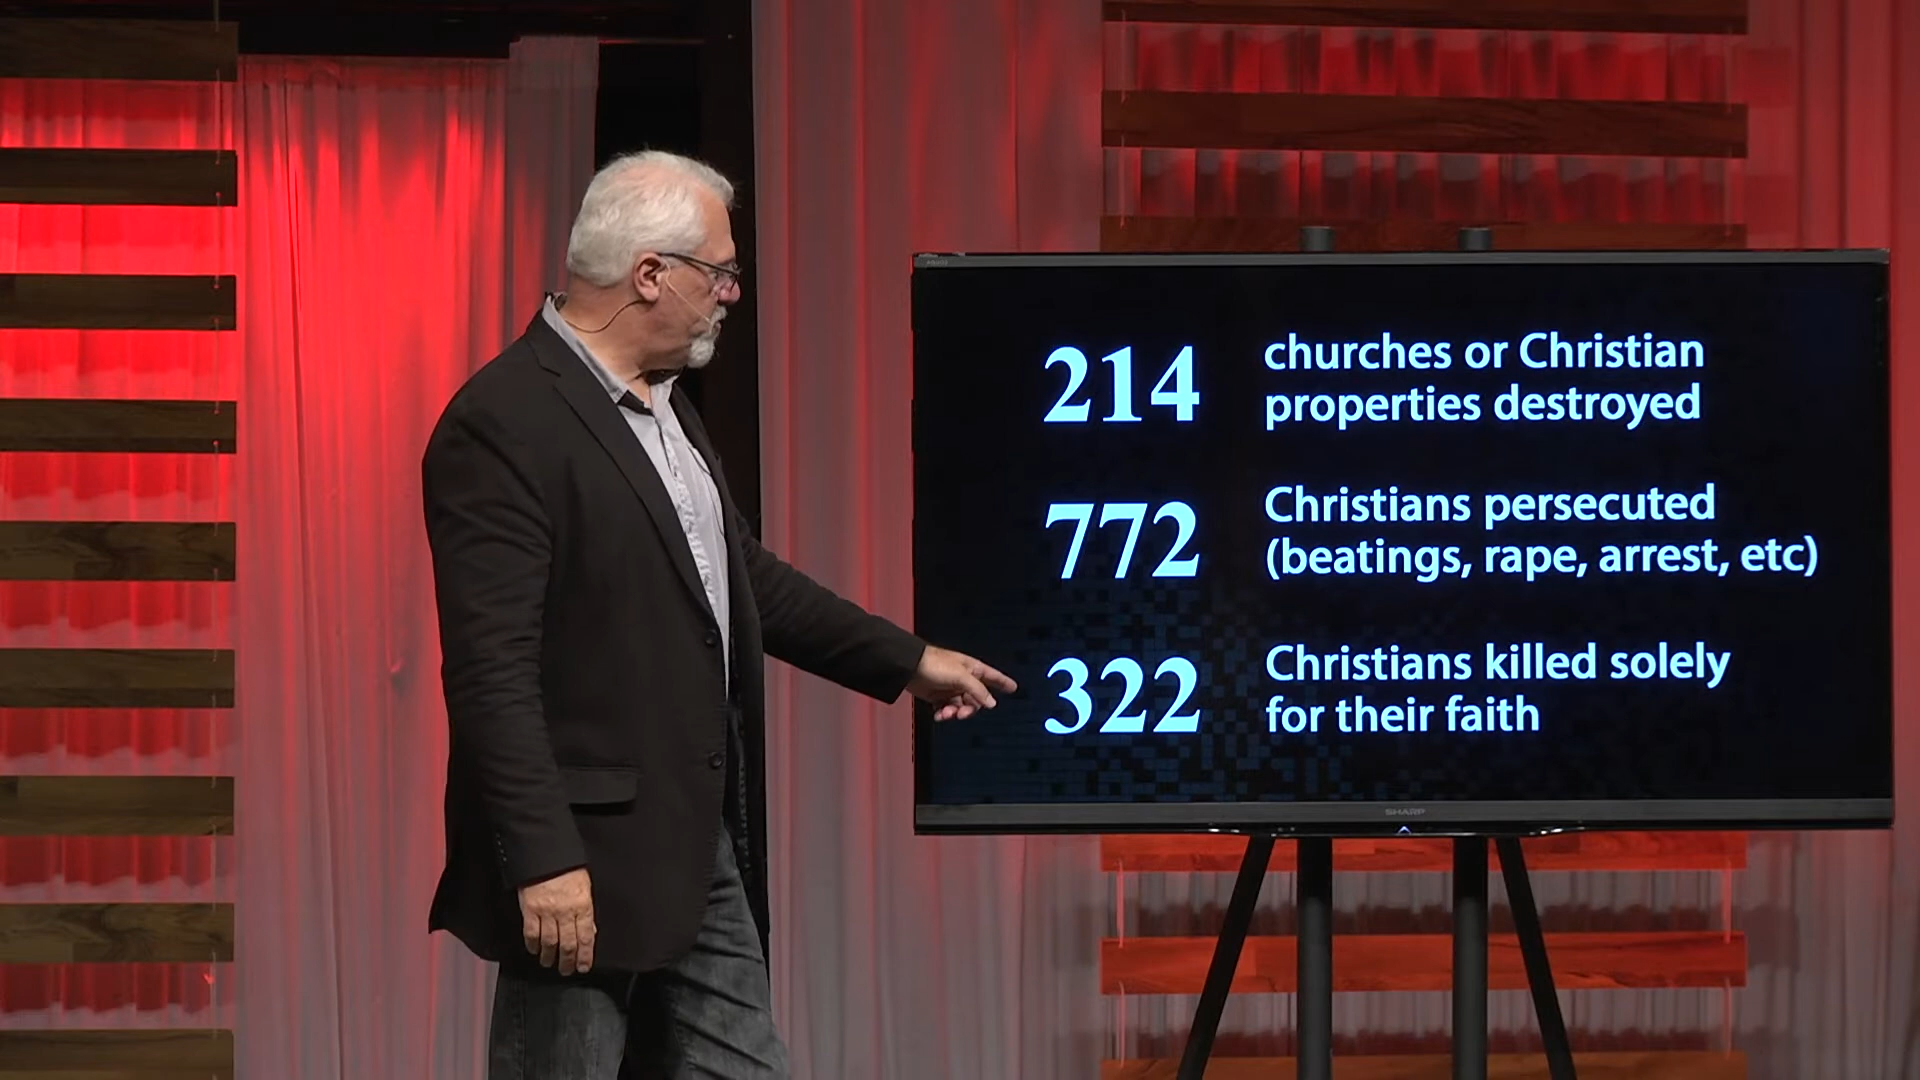 214 churches or Christian
properties destroyed
772 Christians persecuted
(beatings, rape, arrest, etc)
322 Christians killed solely
for their faith
SHARP